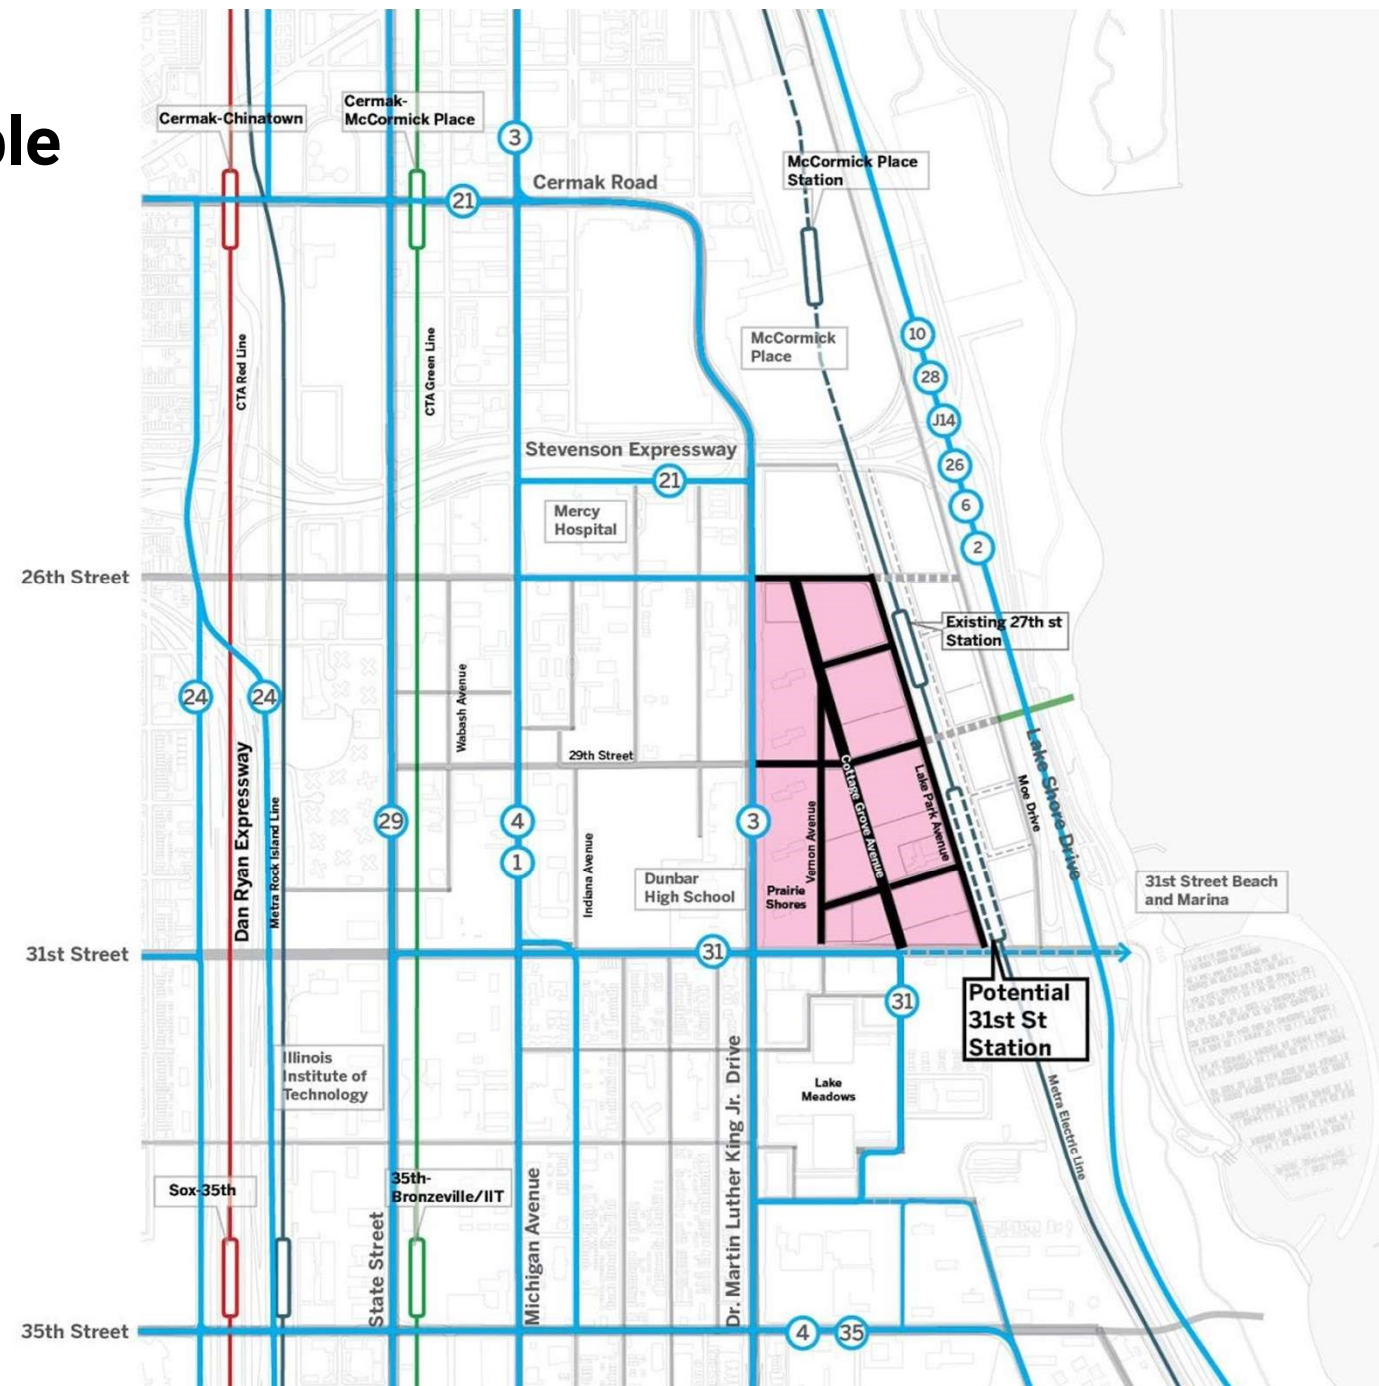 ole
Cermak-Chinatown
Cermak-
McCormick Place
3
Cermak Road
21
McCormick Place
Station
CTA Red Line
CTA Green Line
McCormick
Place
10
28
J14
26
6
2
Stevenson Expressway
21
Mercy
Hospital
26th Street
Existing 27th st
Station
24
24
Wabash Avenue
29th Street
Dan Ryan Expressway
Metra Rock Island Line
29
4
1
3
Indiana Avenue
Dunbar
High School
Prairie
Shores
Vernon Avenue
Cottage Grove Avenue
Lake Park Avenue
Moe Drive
Lake Shore Drive
31st Street Beach
and Marina
31st Street
31
31
Potential
31st St
Station
Illinois
Institute of
Technology
Lake
Meadows
Metra Electric Line
Sox-35th
35th-
Bronzeville/IIT
State Street
Michigan Avenue
Dr. Martin Luther King Jr. Drive
35th Street
4
35